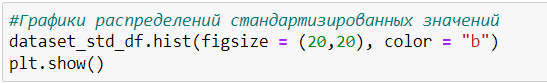 #Графики распределений стандартизированных значений
dataset_std_df.hist(figsize = (20,20), color = "b")
plt.show()